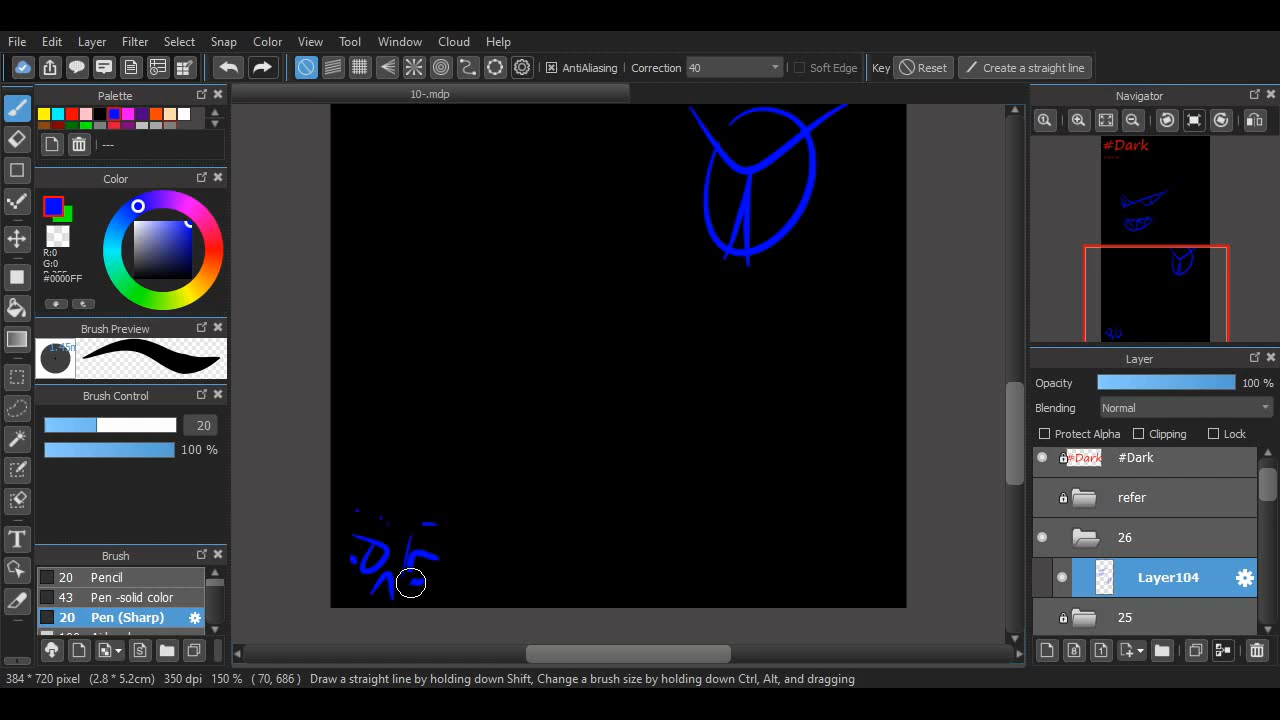 File Edit Layer Filter Select Snap Color View Tool Window Cloud Help
AntiAliasing Correction 40 Soft Edge Key Reset Create a straight line
Palette
---
Color
R:0
G:0
#0000FF
Brush Preview
Brush Control
20
100 %
Brush
20 Pencil
43 Pen -solid color
20 Pen (Sharp)
10-.mdp
Navigator
#Dark
Layer
Opacity 100 %
Blending Normal
Protect Alpha Clipping Lock
#Dark #Dark
refer
26
Layer104
25
384 * 720 pixel (2.8 * 5.2cm) 350 dpi 150 % ( 70, 686 ) Draw a straight line by holding down Shift, Change a brush size by holding down Ctrl, Alt, and dragging